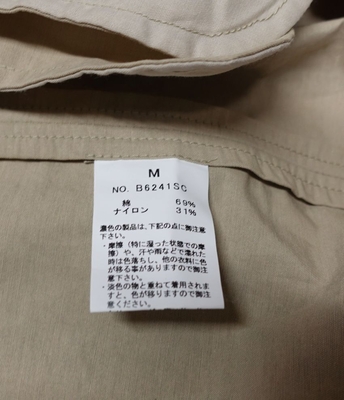 M
NO. B6241SC
綿 69%
ナイロン 31%
濃色の製品は、下記の点に御注意
下さい。
・摩擦（特に湿った状態での摩
擦）や、汗や雨などで濡れた
時は色落ちし、他の衣料に色
が移る事がありますので御注
意下さい。
・淡色の物と重ねて着用されま
すと、色が移りますので御注
意下さい。